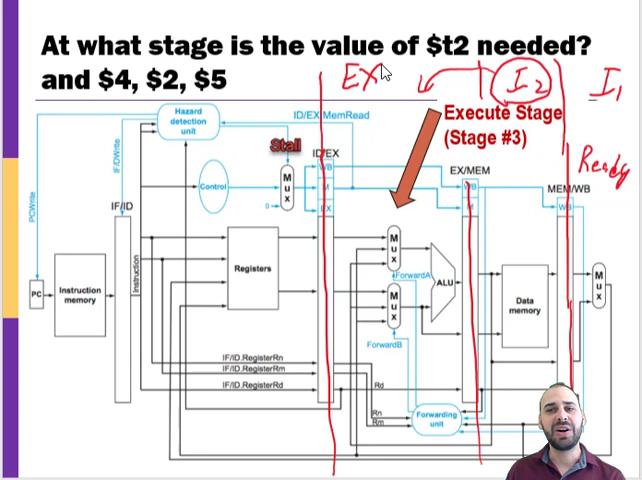 At what stage is the value of $t2 needed?
and $4, $2, $5
EX
I2
I1
Execute Stage
(Stage #3)
Ready
Hazard
detection
unit
ID/EX.MemRead
Stall
IF/DWrite
PCWrite
ID/EX
EX/MEM
MEM/WB
IF/ID
Control
0
M
u
x
WB
M
EX
WB
M
WB
PC
Instruction
memory
Instruction
Registers
M
u
x
ForwardA
ALU
M
u
x
ForwardB
Data
memory
M
u
x
IF/ID.RegisterRn
IF/ID.RegisterRm
IF/ID.RegisterRd
Rd
Rn
Rm
Forwarding
unit